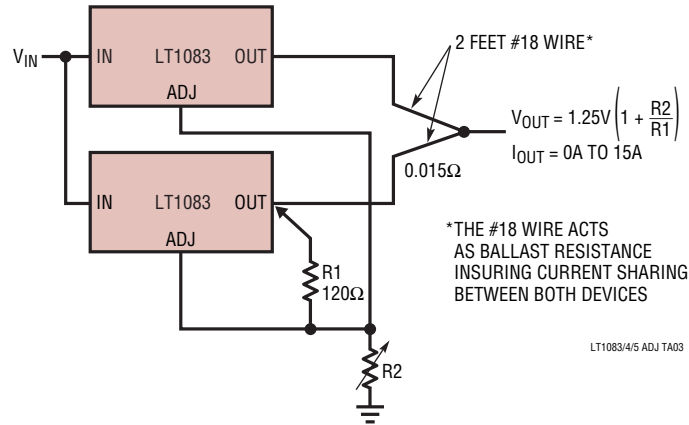 2 FEET #18 WIRE*
V_IN
IN LT1083 OUT
ADJ
V_OUT = 1.25V (1 + R2/R1)
I_OUT = 0A TO 15A
0.015Ω
IN LT1083 OUT
ADJ
R1
120Ω
*THE #18 WIRE ACTS
AS BALLAST RESISTANCE
INSURING CURRENT SHARING
BETWEEN BOTH DEVICES
LT1083/4/5 ADJ TA03
R2